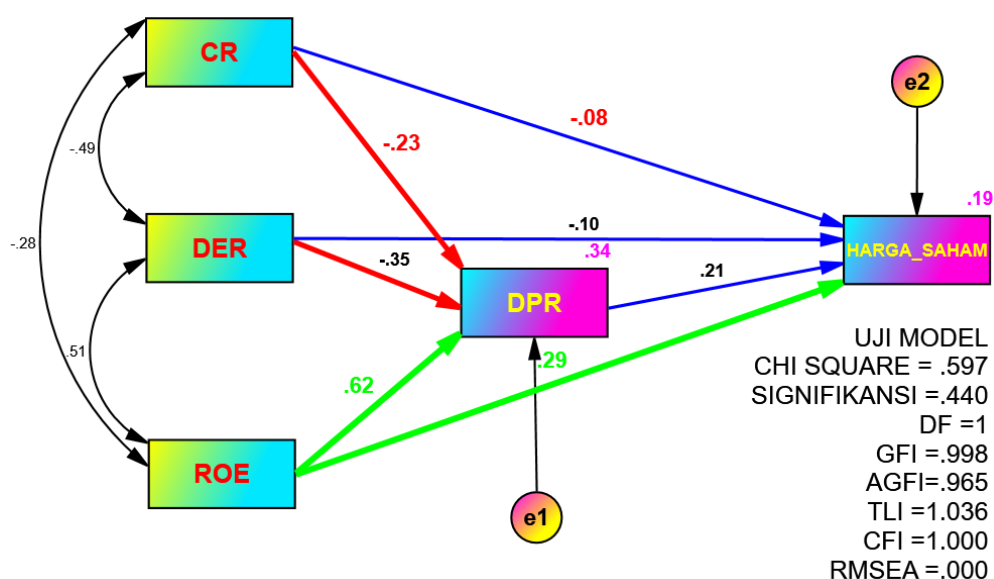 CR
e2
-.08
-.23
-.49
.19
DER
-.10
HARGA_SAHAM
-.28
-.35
.34
.21
DPR
.51
.29
.62
ROE
e1
UJI MODEL
CHI SQUARE = .597
SIGNIFIKANSI =.440
DF =1
GFI =.998
AGFI=.965
TLI =1.036
CFI =1.000
RMSEA =.000